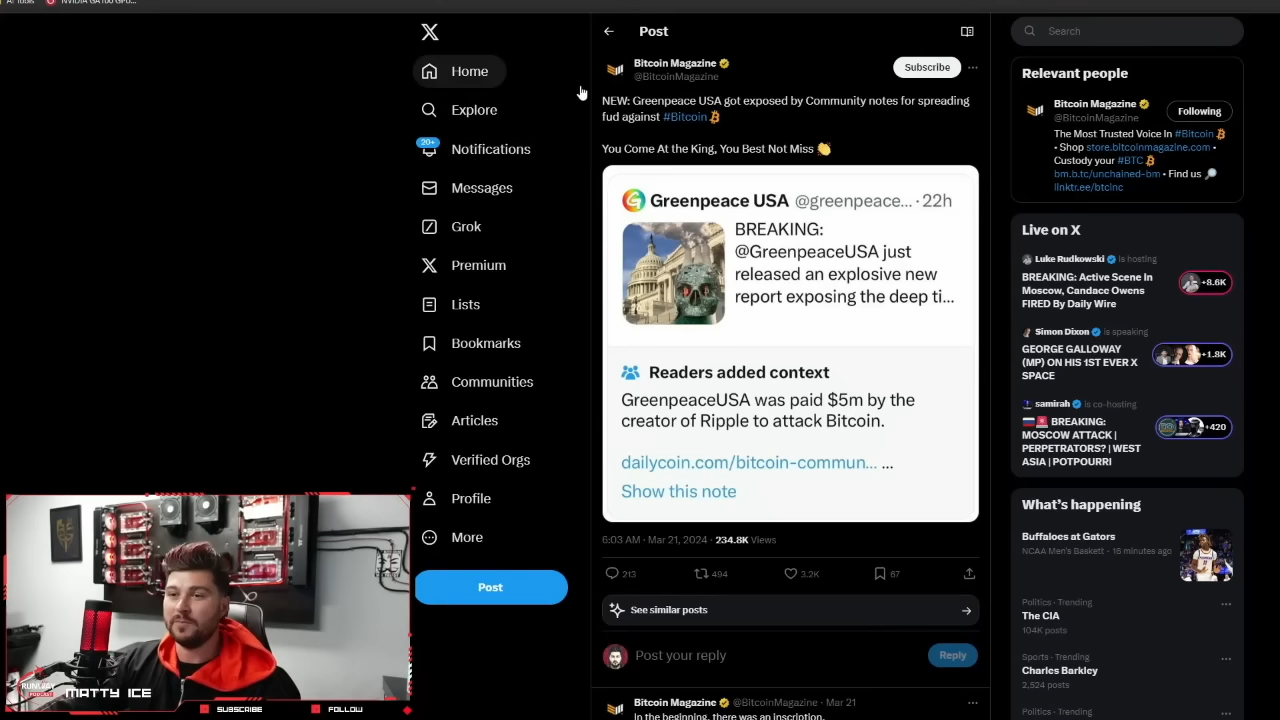 AI Tools
NVIDIA GA100 GPU...
Home
Explore
20+
Notifications
Messages
Grok
Premium
Lists
Bookmarks
Communities
Articles
Verified Orgs
Profile
More
Post
Post
Bitcoin Magazine
@BitcoinMagazine
Subscribe
NEW: Greenpeace USA got exposed by Community notes for spreading
fud against #Bitcoin
You Come At the King, You Best Not Miss 👏
Greenpeace USA @greenpeace... · 22h
BREAKING:
@GreenpeaceUSA just
released an explosive new
report exposing the deep ti...
Readers added context
GreenpeaceUSA was paid $5m by the
creator of Ripple to attack Bitcoin.
dailycoin.com/bitcoin-commun... ...
Show this note
6:03 AM · Mar 21, 2024 · 234.8K Views
213
494
3.2K
67
See similar posts
Post your reply
Reply
Bitcoin Magazine @BitcoinMagazine · Mar 21
In the beginning, there was an inscription.
Search
Relevant people
Bitcoin Magazine
@BitcoinMagazine
Following
The Most Trusted Voice In #Bitcoin
• Shop store.bitcoinmagazine.com •
Custody your #BTC
bm.b.tc/unchained-bm • Find us 🔎
linktr.ee/btcinc
Live on X
Luke Rudkowski is hosting
BREAKING: Active Scene In
Moscow, Candace Owens
FIRED By Daily Wire
+8.6K
Simon Dixon is speaking
GEORGE GALLOWAY
(MP) ON HIS 1ST EVER X
SPACE
+1.8K
samirah is co-hosting
🇷🇺🚨 BREAKING:
MOSCOW ATTACK |
PERPETRATORS? | WEST
ASIA | POTPOURRI
+420
What's happening
Buffaloes at Gators
NCAA Men's Baskett · 16 minutes ago
Politics · Trending
The CIA
104K posts
Sports · Trending
Charles Barkley
2,524 posts
Politics · Trending
RUNWAY
PODCAST
MATTY ICE
SUBSCRIBE
FOLLOW